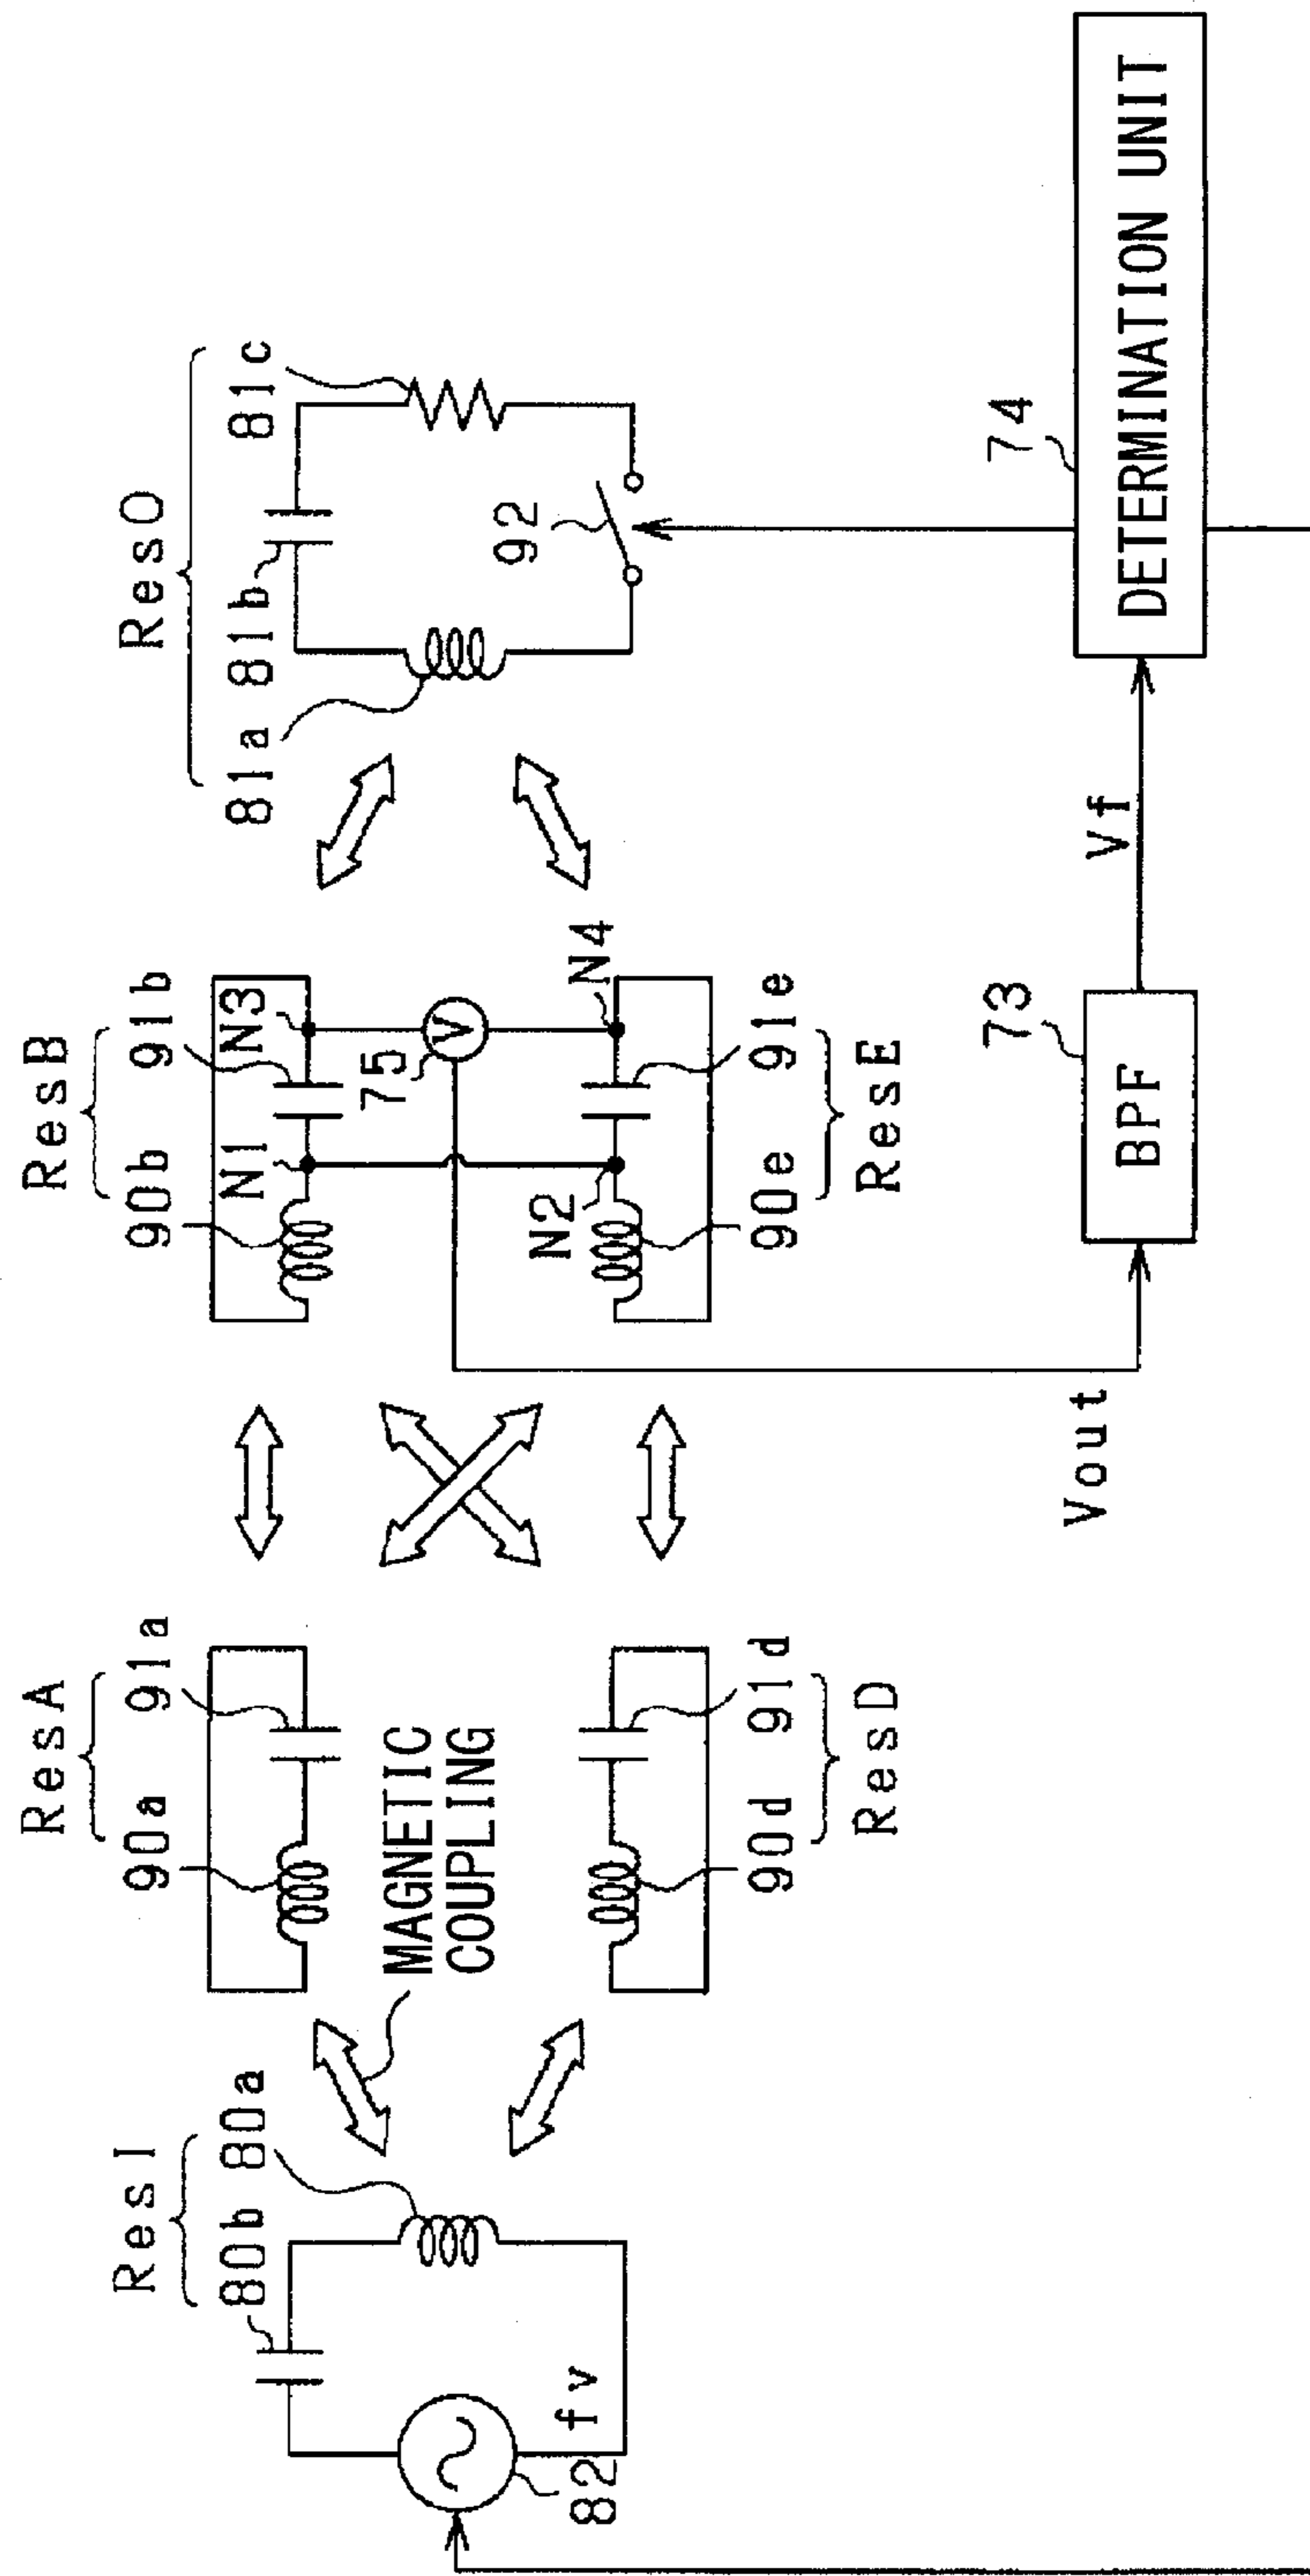 ResI
80b 80a
82
fv
MAGNETIC
COUPLING
ResA
90a 91a
90d 91d
ResD
ResB
90b 91b
N1 N3
75
V
N2 N4
90e 91e
ResE
ResO
81a 81b 81c
92
Vout
73
BPF
Vf
74
DETERMINATION UNIT